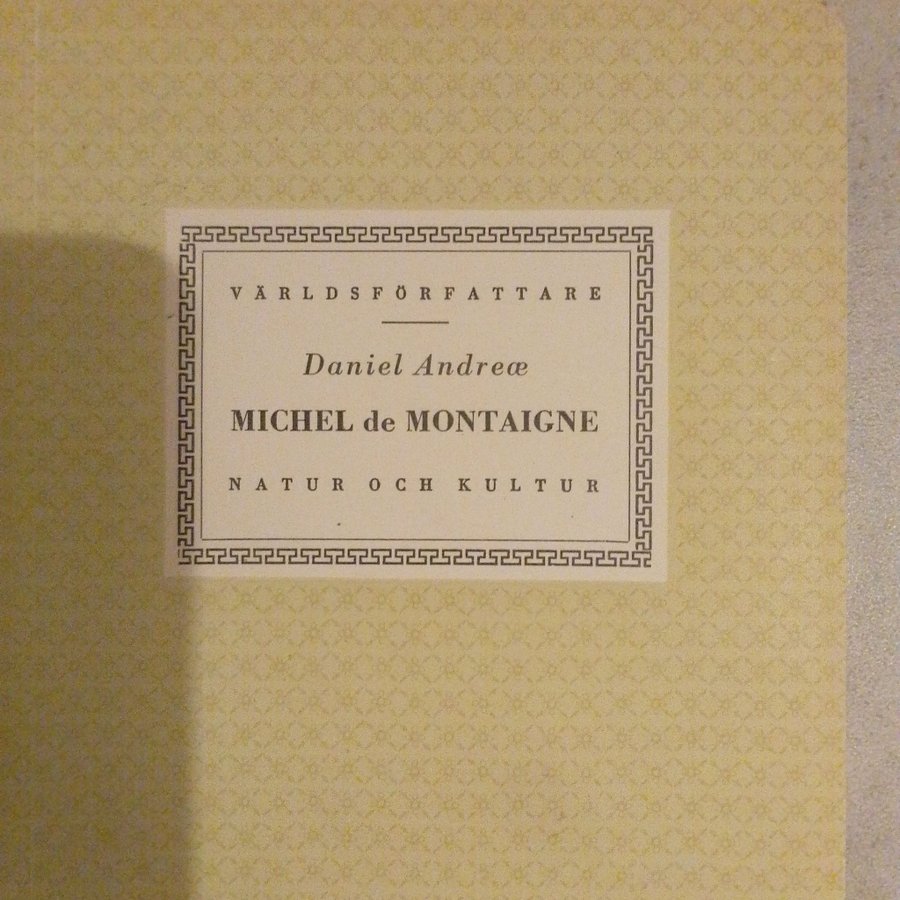 VÄRLDSFÖRFATTARE
Daniel Andreæ
MICHEL de MONTAIGNE
NATUR OCH KULTUR